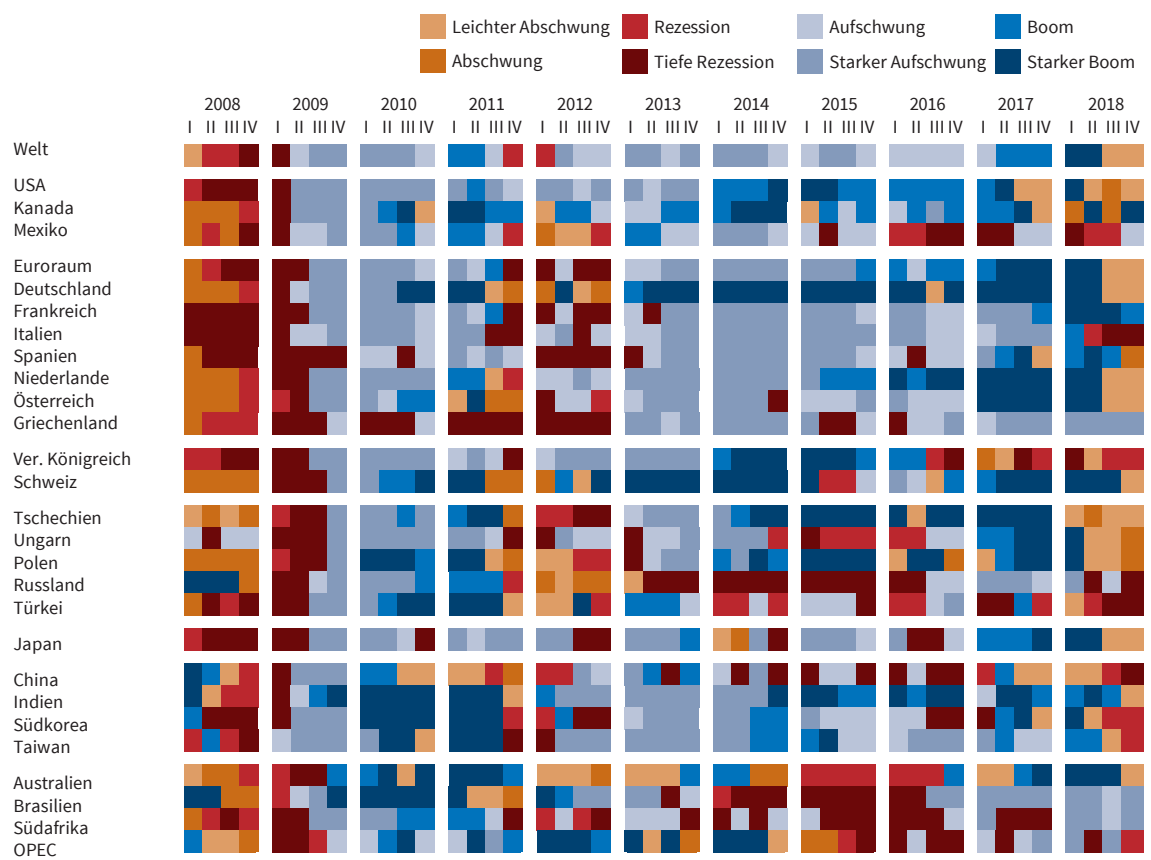 Leichter Abschwung Rezession Aufschwung Boom
Abschwung Tiefe Rezession Starker Aufschwung Starker Boom
2008 2009 2010 2011 2012 2013 2014 2015 2016 2017 2018
I II III IV I II III IV I II III IV I II III IV I II III IV I II III IV I II III IV I II III IV I II III IV I II III IV I II III IV
Welt
USA
Kanada
Mexiko
Euroraum
Deutschland
Frankreich
Italien
Spanien
Niederlande
Österreich
Griechenland
Ver. Königreich
Schweiz
Tschechien
Ungarn
Polen
Russland
Türkei
Japan
China
Indien
Südkorea
Taiwan
Australien
Brasilien
Südafrika
OPEC